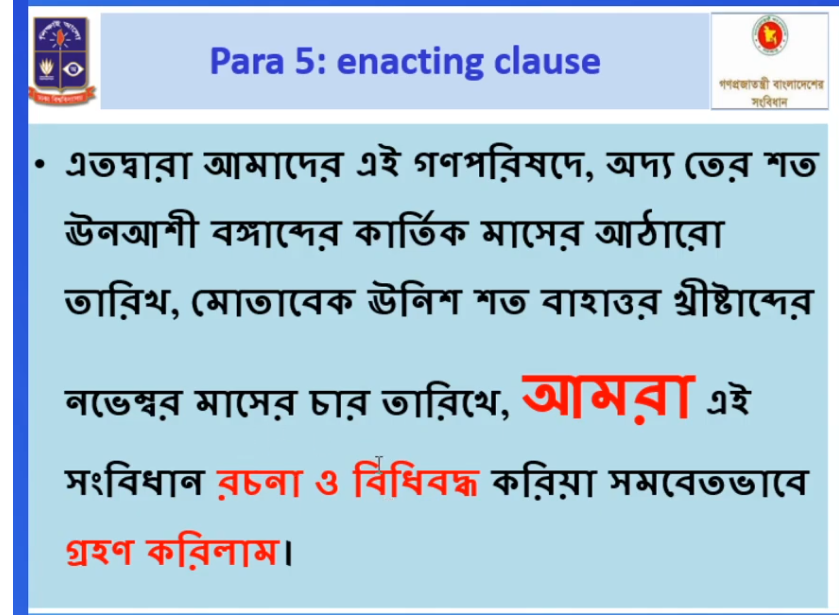 Para 5: enacting clause
গণপ্রজাতন্ত্রী বাংলাদেশের
সংবিধান
• এতদ্বারা আমাদের এই গণপরিষদে, অদ্য তের শত
ঊনআশী বঙ্গাব্দের কার্তিক মাসের আঠারো
তারিখ, মোতাবেক ঊনিশ শত বাহাত্তর খ্রীষ্টাব্দের
নভেম্বর মাসের চার তারিখে, আমরা এই
সংবিধান রচনা ও বিধিবদ্ধ করিয়া সমবেতভাবে
গ্রহণ করিলাম।